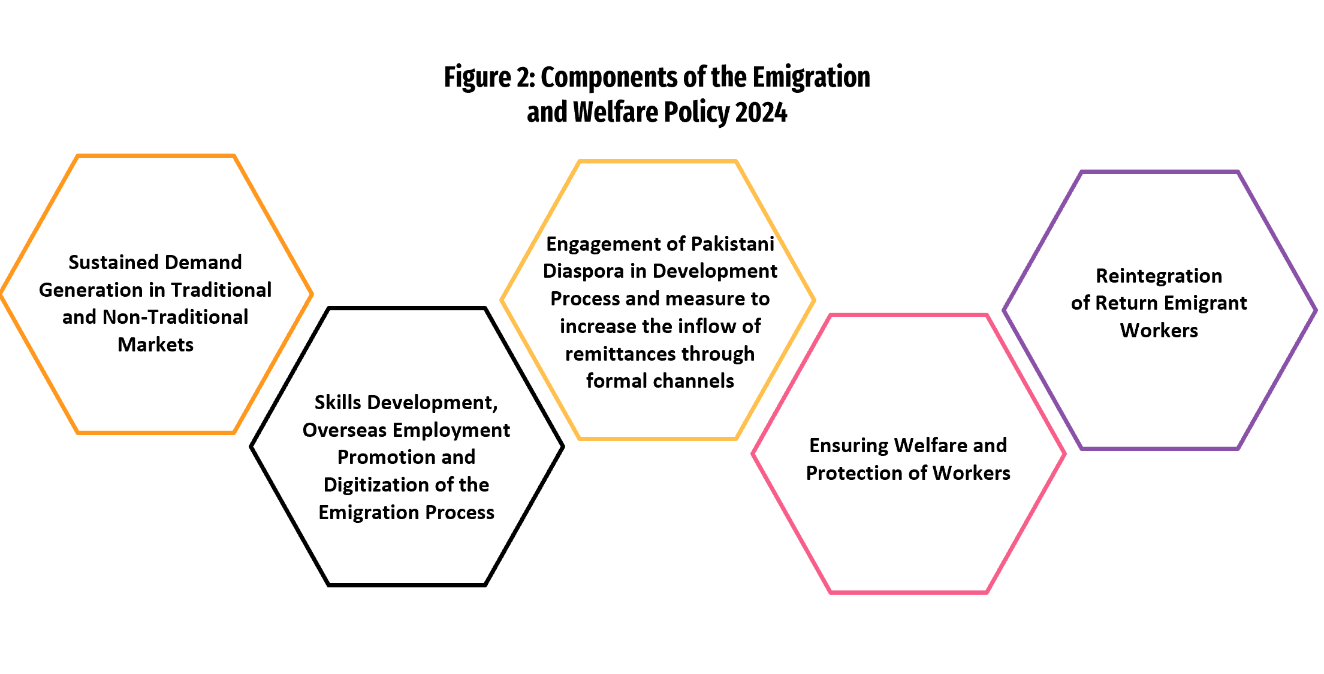 Figure 2: Components of the Emigration
and Welfare Policy 2024
Sustained Demand
Generation in Traditional
and Non-Traditional
Markets
Skills Development,
Overseas Employment
Promotion and
Digitization of the
Emigration Process
Engagement of Pakistani
Diaspora in Development
Process and measure to
increase the inflow of
remittances through
formal channels
Ensuring Welfare and
Protection of Workers
Reintegration
of Return Emigrant
Workers